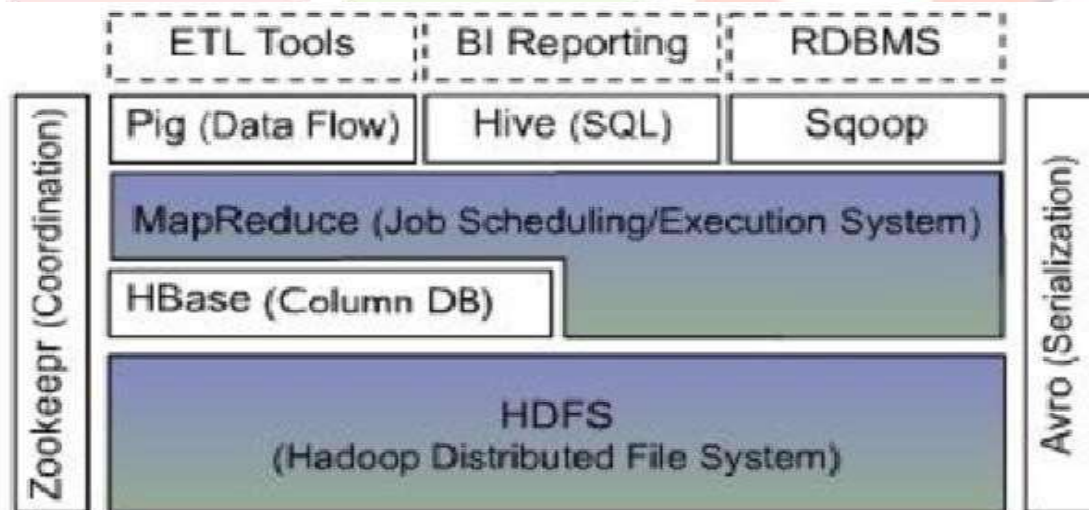 ETL Tools
BI Reporting
RDBMS
Pig (Data Flow)
Hive (SQL)
Sqoop
MapReduce (Job Scheduling/Execution System)
HBase (Column DB)
HDFS
(Hadoop Distributed File System)
Zookeepr (Coordination)
Avro (Serialization)